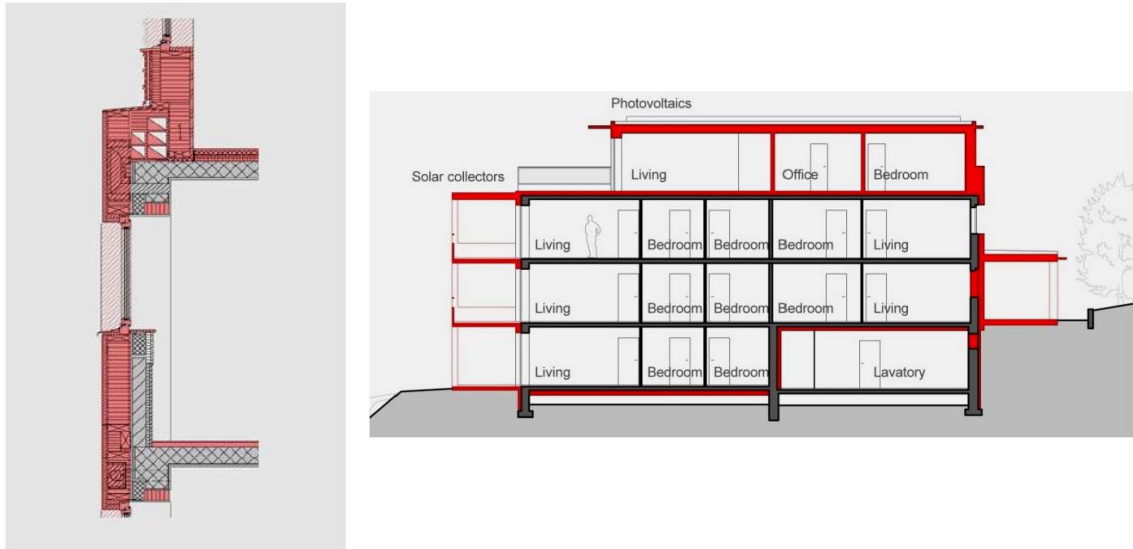 Photovoltaics
Solar collectors
Living Office Bedroom
Living Bedroom Bedroom Bedroom Living
Living Bedroom Bedroom Bedroom Living
Living Bedroom Bedroom Lavatory